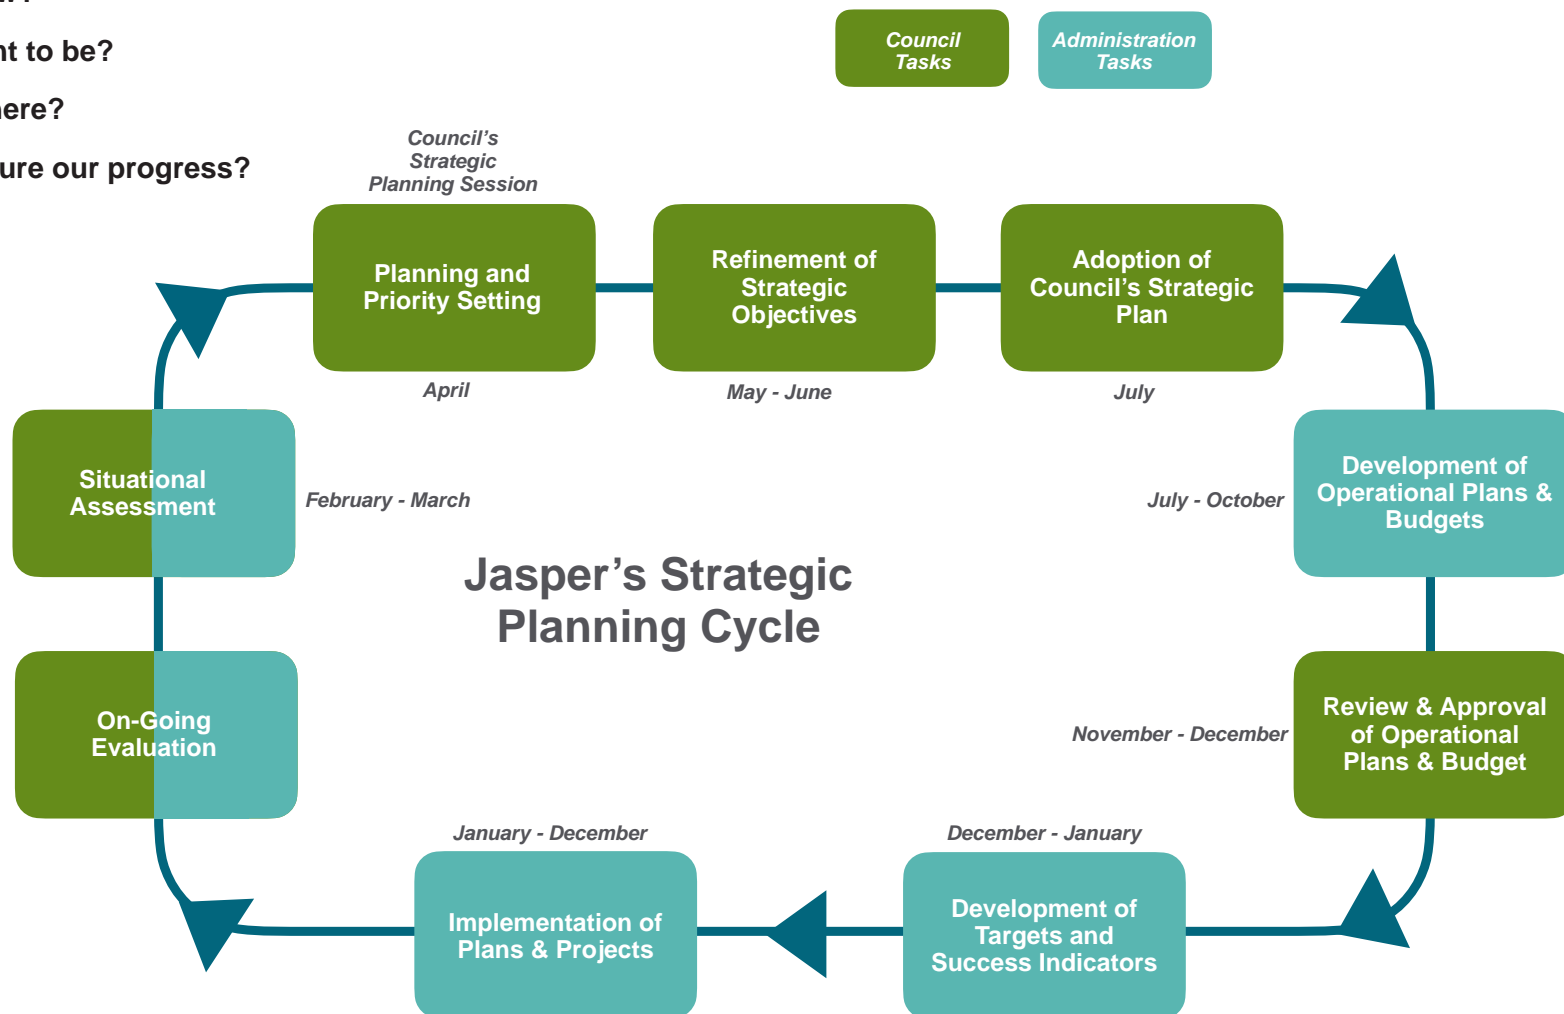 nt to be?
here?
ure our progress?
Council
Tasks
Administration
Tasks
Council’s
Strategic
Planning Session
Planning and
Priority Setting
April
Refinement of
Strategic
Objectives
May - June
Adoption of
Council’s Strategic
Plan
July
Situational
Assessment
February - March
July - October
Development of
Operational Plans &
Budgets
Jasper’s Strategic
Planning Cycle
On-Going
Evaluation
November - December
Review & Approval
of Operational
Plans & Budget
January - December
Implementation of
Plans & Projects
December - January
Development of
Targets and
Success Indicators